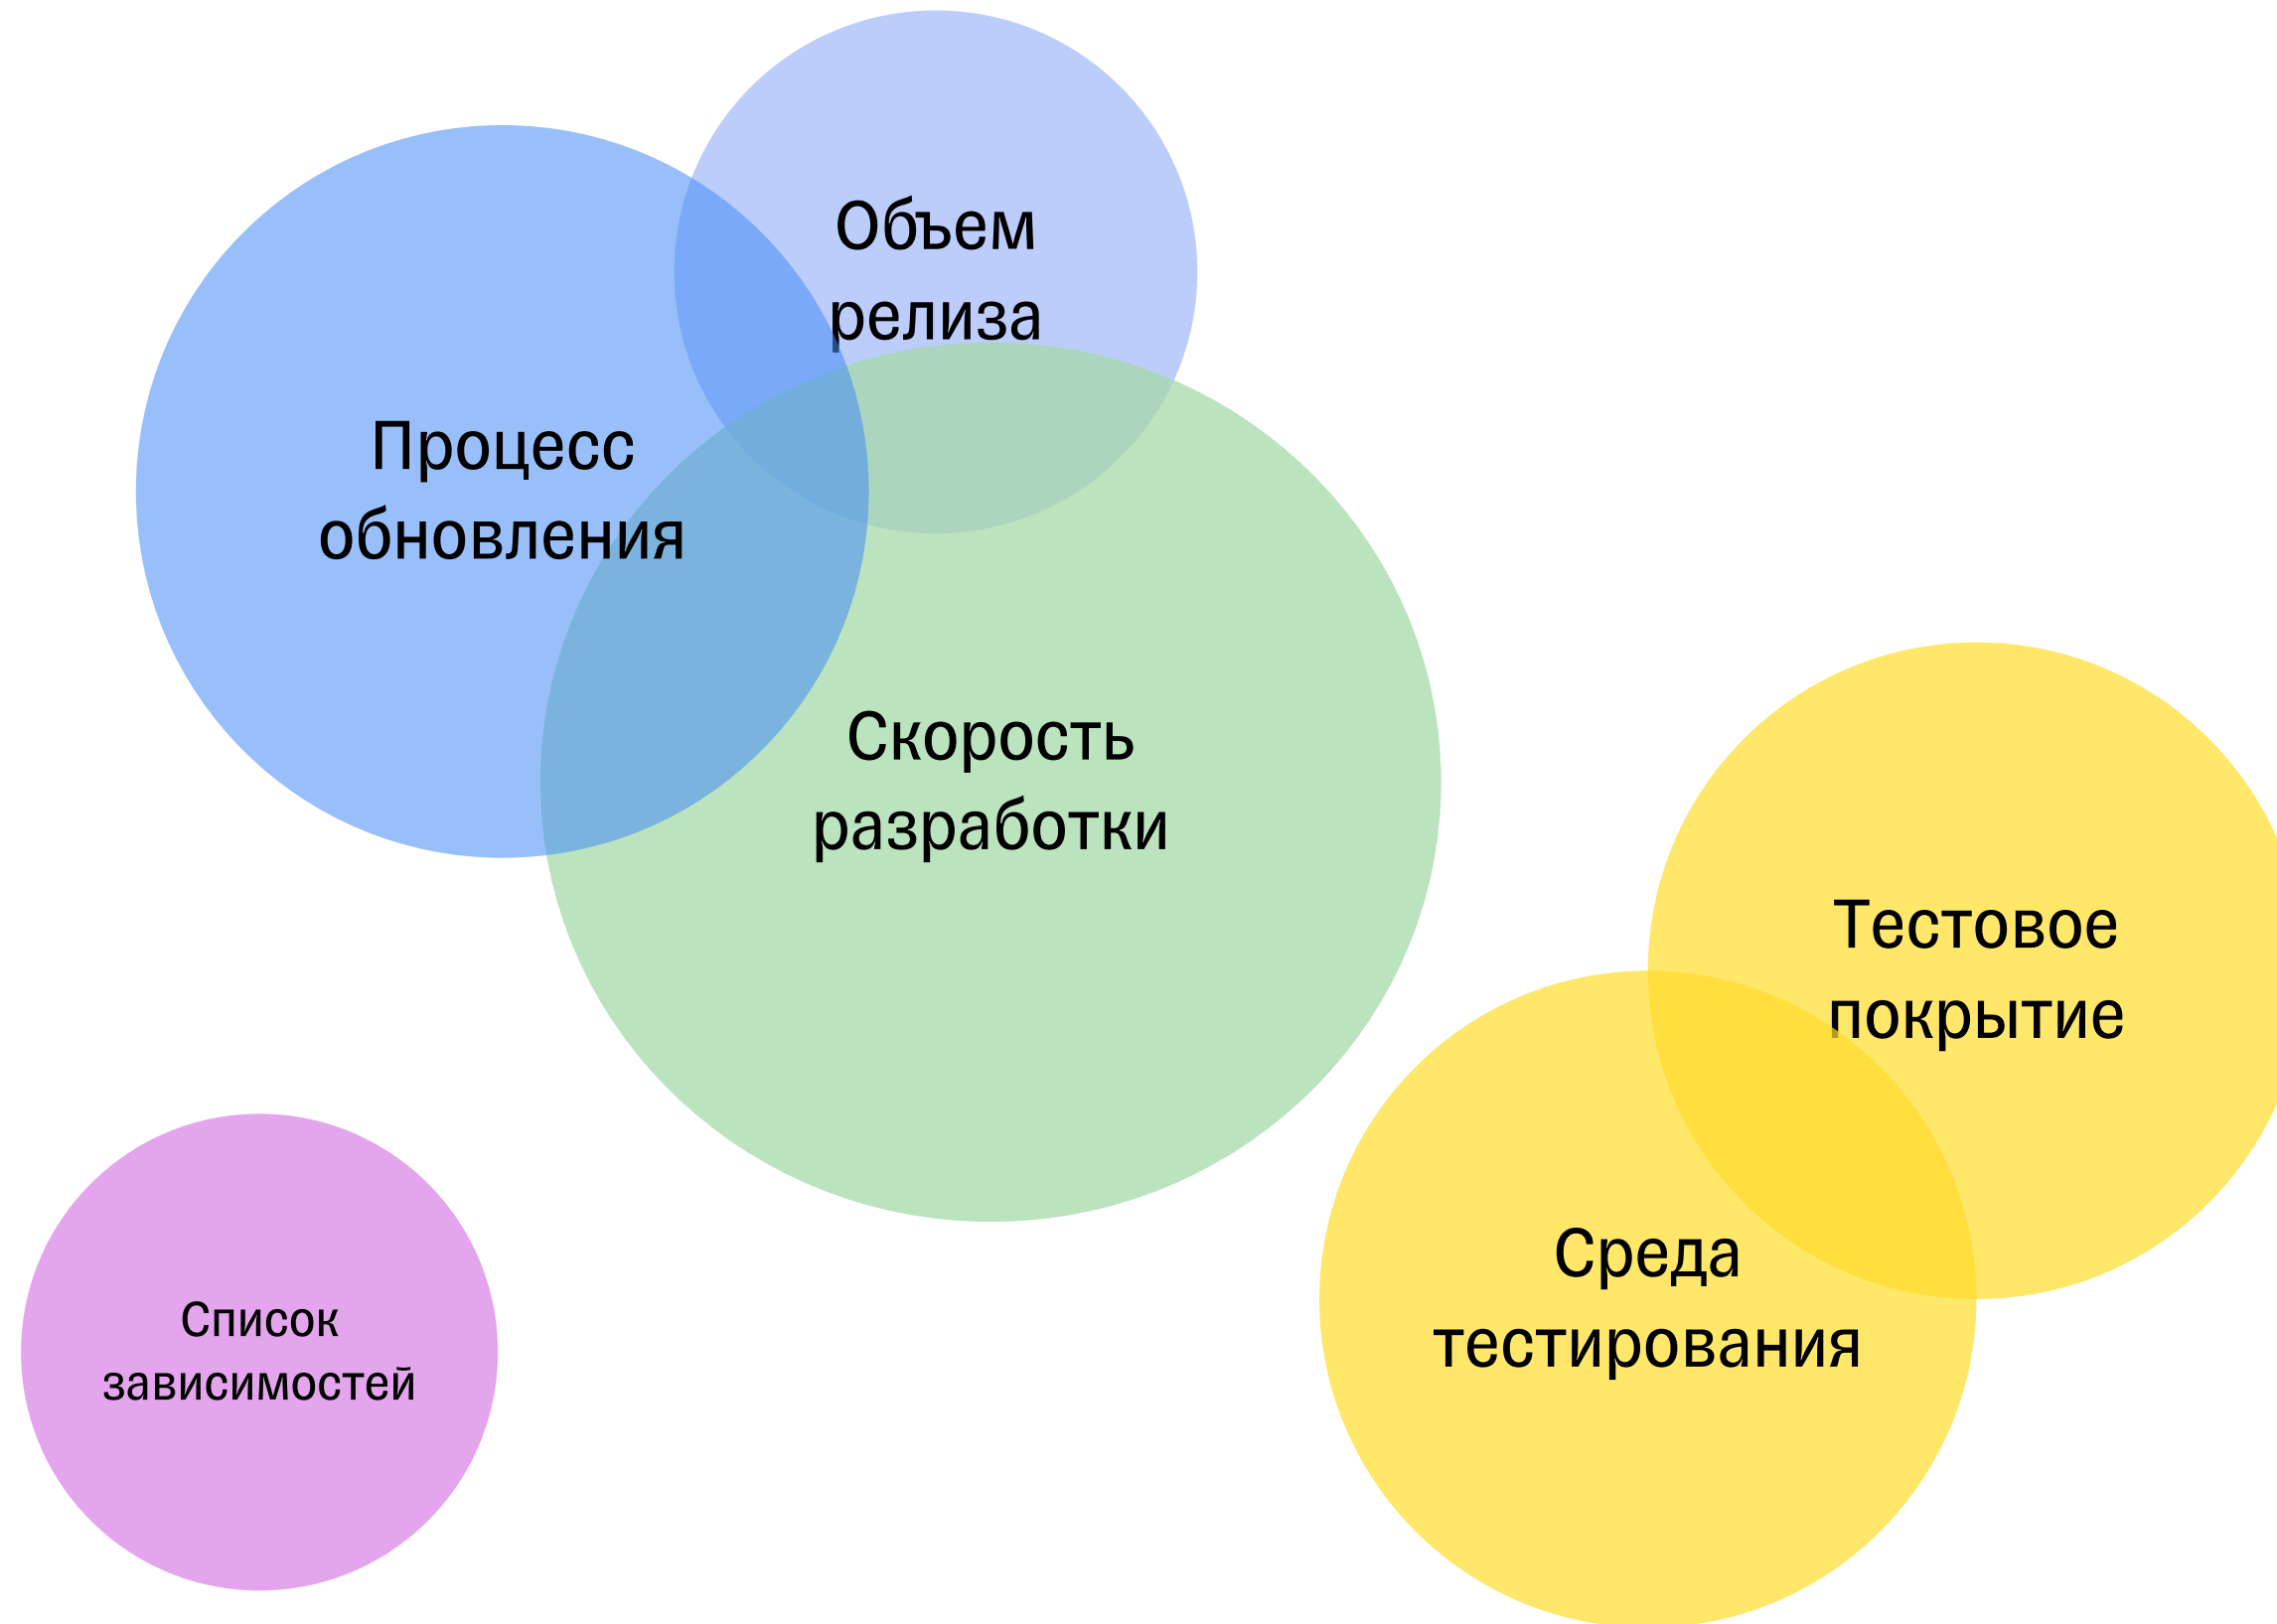 Объем
релиза
Процесс
обновления
Скорость
разработки
Тестовое
покрытие
Среда
тестирования
Список
зависимостей